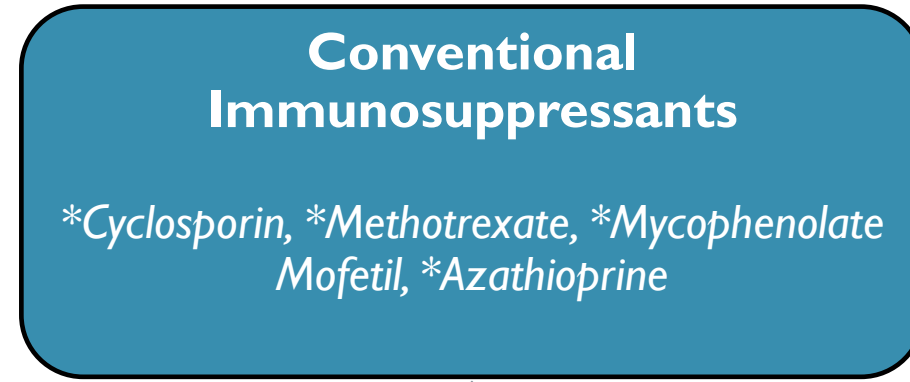 Conventional
Immunosuppressants
*Cyclosporin, *Methotrexate, *Mycophenolate
Mofetil, *Azathioprine